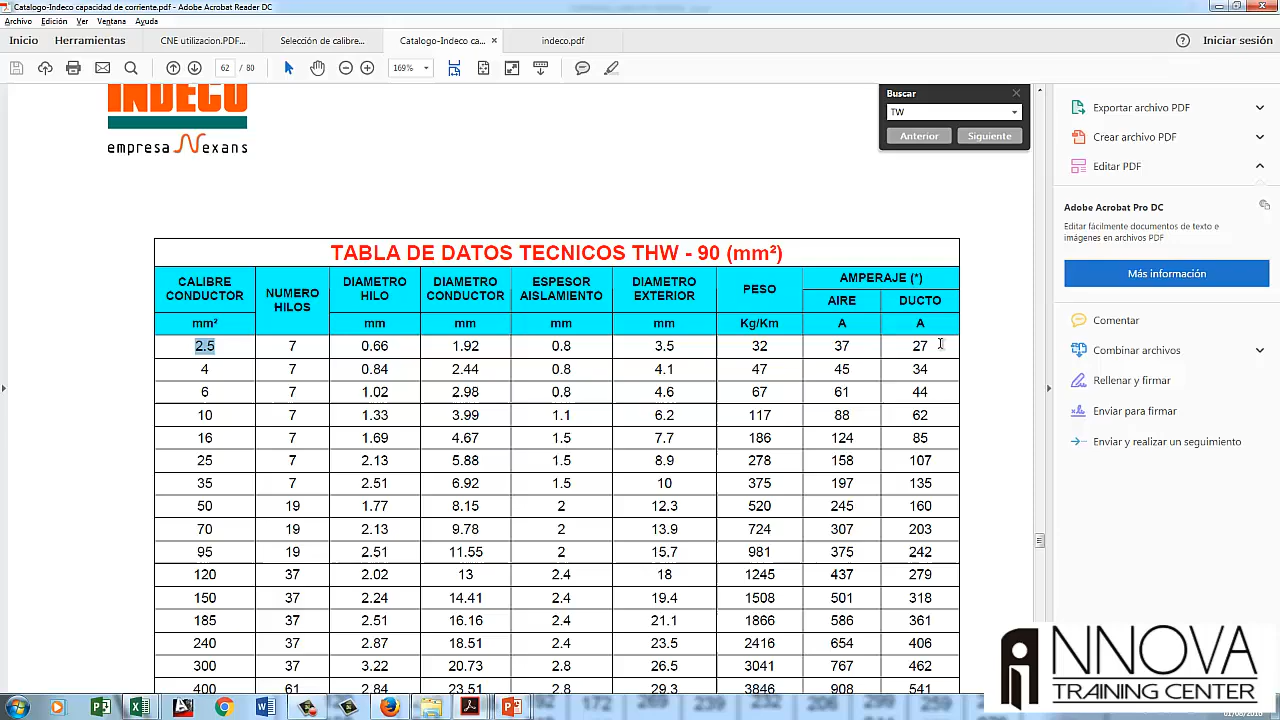 Catalogo-Indeco capacidad de corriente.pdf - Adobe Acrobat Reader DC
Archivo Edición Ver Ventana Ayuda
Inicio Herramientas CNE utilizacion.PDF... Selección de calibre... Catalogo-Indeco ca... × indeco.pdf Iniciar sesión
62 / 80 169%
INDECO
empresa Nexans
Buscar
TW
Anterior Siguiente
Exportar archivo PDF
Crear archivo PDF
Editar PDF
Adobe Acrobat Pro DC
Editar fácilmente documentos de texto e
imágenes en archivos PDF
Más información
Comentar
Combinar archivos
Rellenar y firmar
Enviar para firmar
Enviar y realizar un seguimiento
TABLA DE DATOS TECNICOS THW - 90 (mm²)
CALIBRE CONDUCTOR NUMERO HILOS DIAMETRO HILO DIAMETRO CONDUCTOR ESPESOR AISLAMIENTO DIAMETRO EXTERIOR PESO AMPERAJE (*)
AIRE DUCTO
mm² mm mm mm mm Kg/Km A A
2.5 7 0.66 1.92 0.8 3.5 32 37 27
4 7 0.84 2.44 0.8 4.1 47 45 34
6 7 1.02 2.98 0.8 4.6 67 61 44
10 7 1.33 3.99 1.1 6.2 117 88 62
16 7 1.69 4.67 1.5 7.7 186 124 85
25 7 2.13 5.88 1.5 8.9 278 158 107
35 7 2.51 6.92 1.5 10 375 197 135
50 19 1.77 8.15 2 12.3 520 245 160
70 19 2.13 9.78 2 13.9 724 307 203
95 19 2.51 11.55 2 15.7 981 375 242
120 37 2.02 13 2.4 18 1245 437 279
150 37 2.24 14.41 2.4 19.4 1508 501 318
185 37 2.51 16.16 2.4 21.1 1866 586 361
240 37 2.87 18.51 2.4 23.5 2416 654 406
300 37 3.22 20.73 2.8 26.5 3041 767 462
400 61 2.84 23.51 2.8 29.3 3846 908 541
INNOVA
TRAINING CENTER